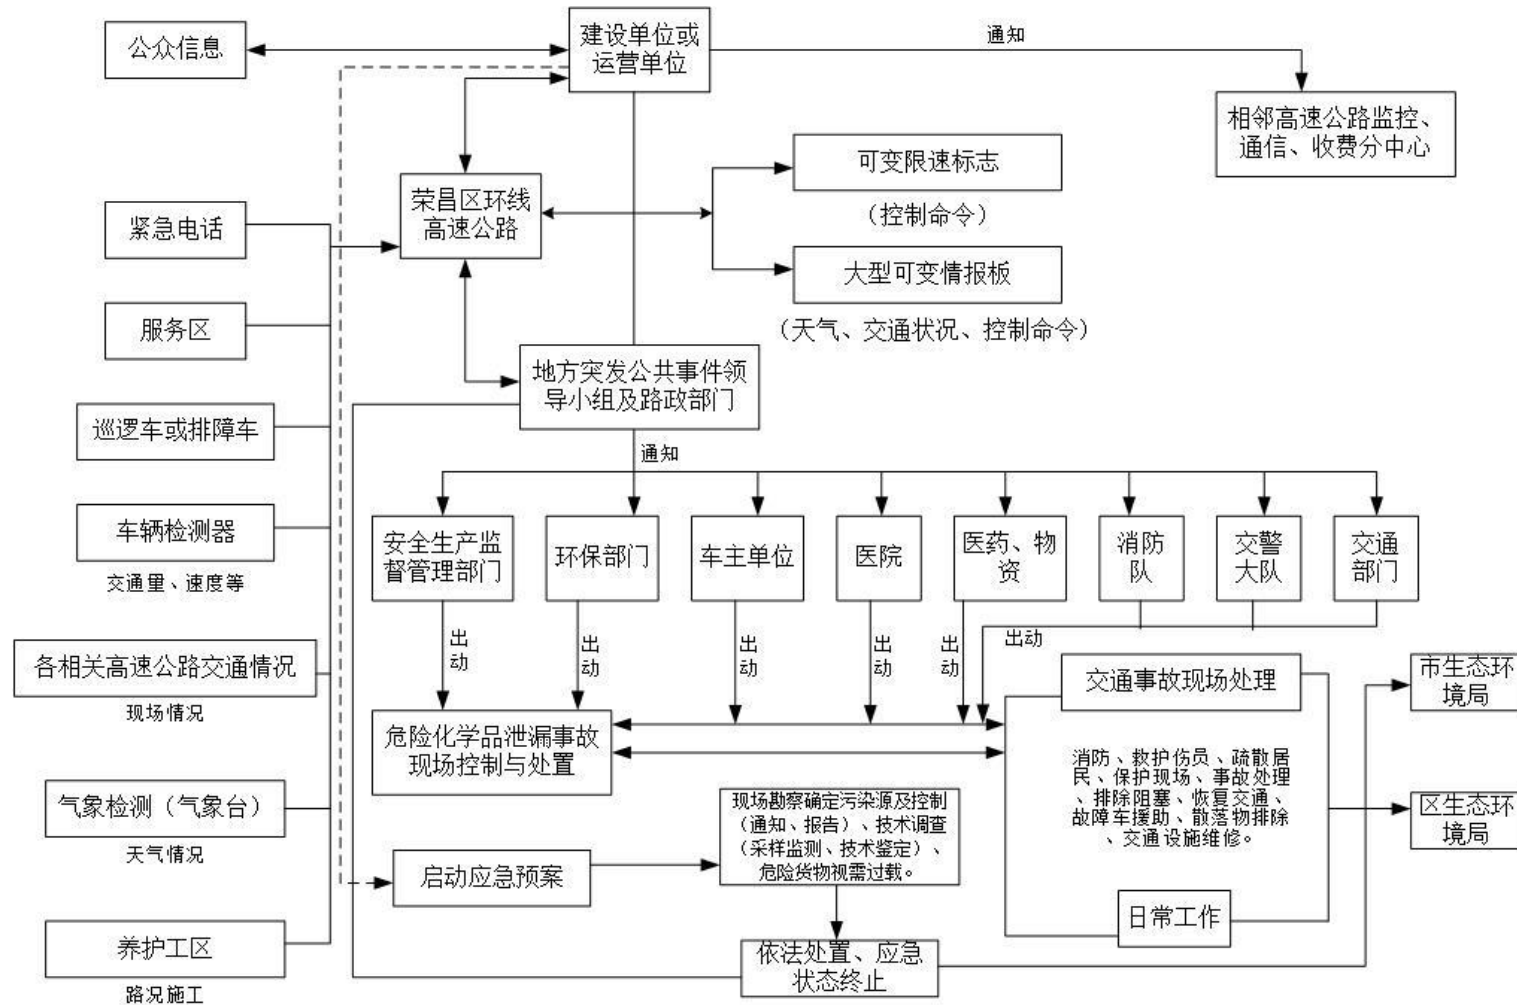 公众信息
建设单位或
运营单位
通知
相邻高速公路监控、
通信、收费分中心
可变限速标志
（控制命令）
荣昌区环线
高速公路
紧急电话
大型可变情报板
（天气、交通状况、控制命令）
服务区
地方突发公共事件领
导小组及路政部门
巡逻车或排障车
通知
车辆检测器
交通量、速度等
安全生产监
督管理部门
环保部门
车主单位
医院
医药、物
资
消防
队
交警
大队
交通
部门
出
动
出
动
出
动
出
动
出
动
出动
各相关高速公路交通情况
现场情况
交通事故现场处理
市生态环
境局
危险化学品泄漏事故
现场控制与处置
消防、救护伤员、疏散居
民、保护现场、事故处理
、排除阻塞、恢复交通、
故障车援助、散落物排除
、交通设施维修。
区生态环
境局
气象检测（气象台）
天气情况
现场勘察确定污染源及控制
（通知、报告）、技术调查
（采样监测、技术鉴定）、
危险货物视需过载。
启动应急预案
日常工作
养护工区
路况施工
依法处置、应急
状态终止